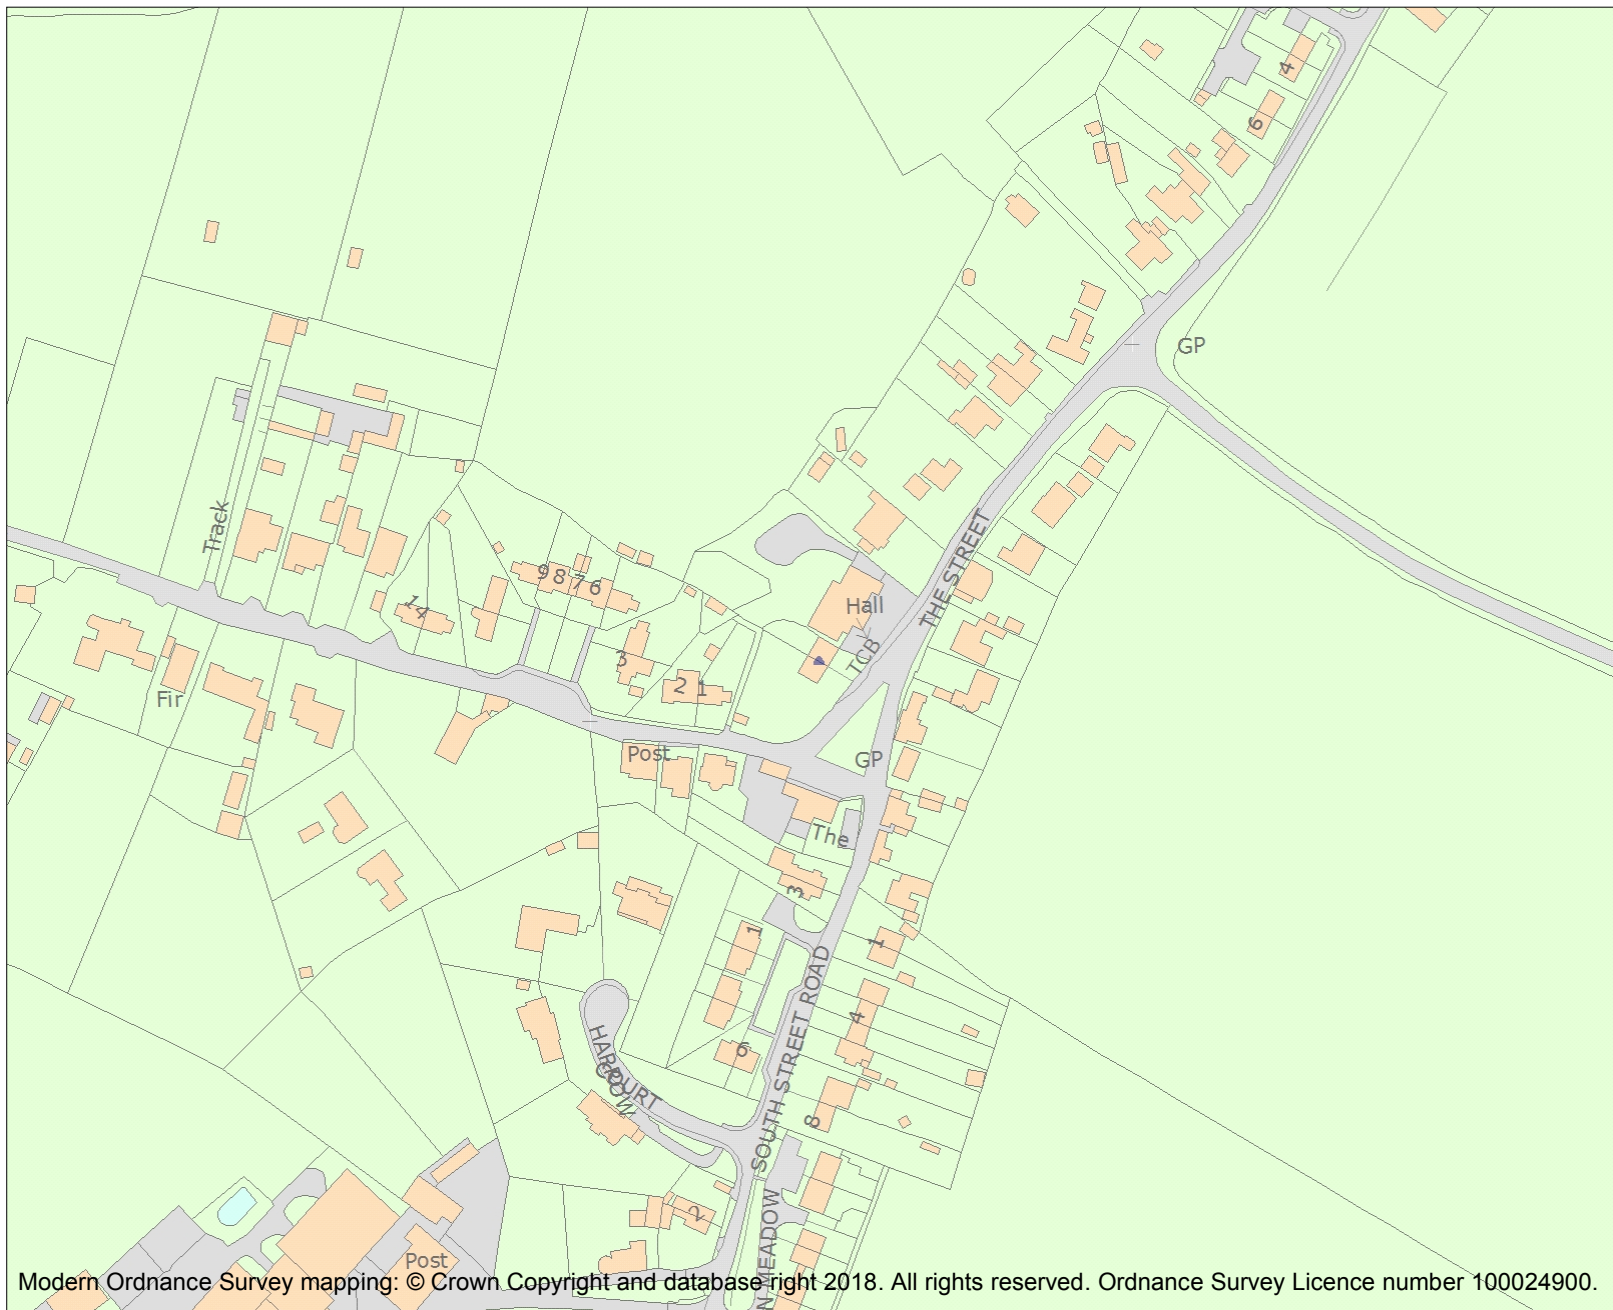 4
6
GP
Track
THE STREET
9 8 7 6
14
Hall
TCB
3
2 1
Fir
Post
GP
The
3
1
1
SOUTH STREET ROAD
4
HARCOURT
6
8
2
N MEADOW
Post
Modern Ordnance Survey mapping: © Crown Copyright and database right 2018. All rights reserved. Ordnance Survey Licence number 100024900.